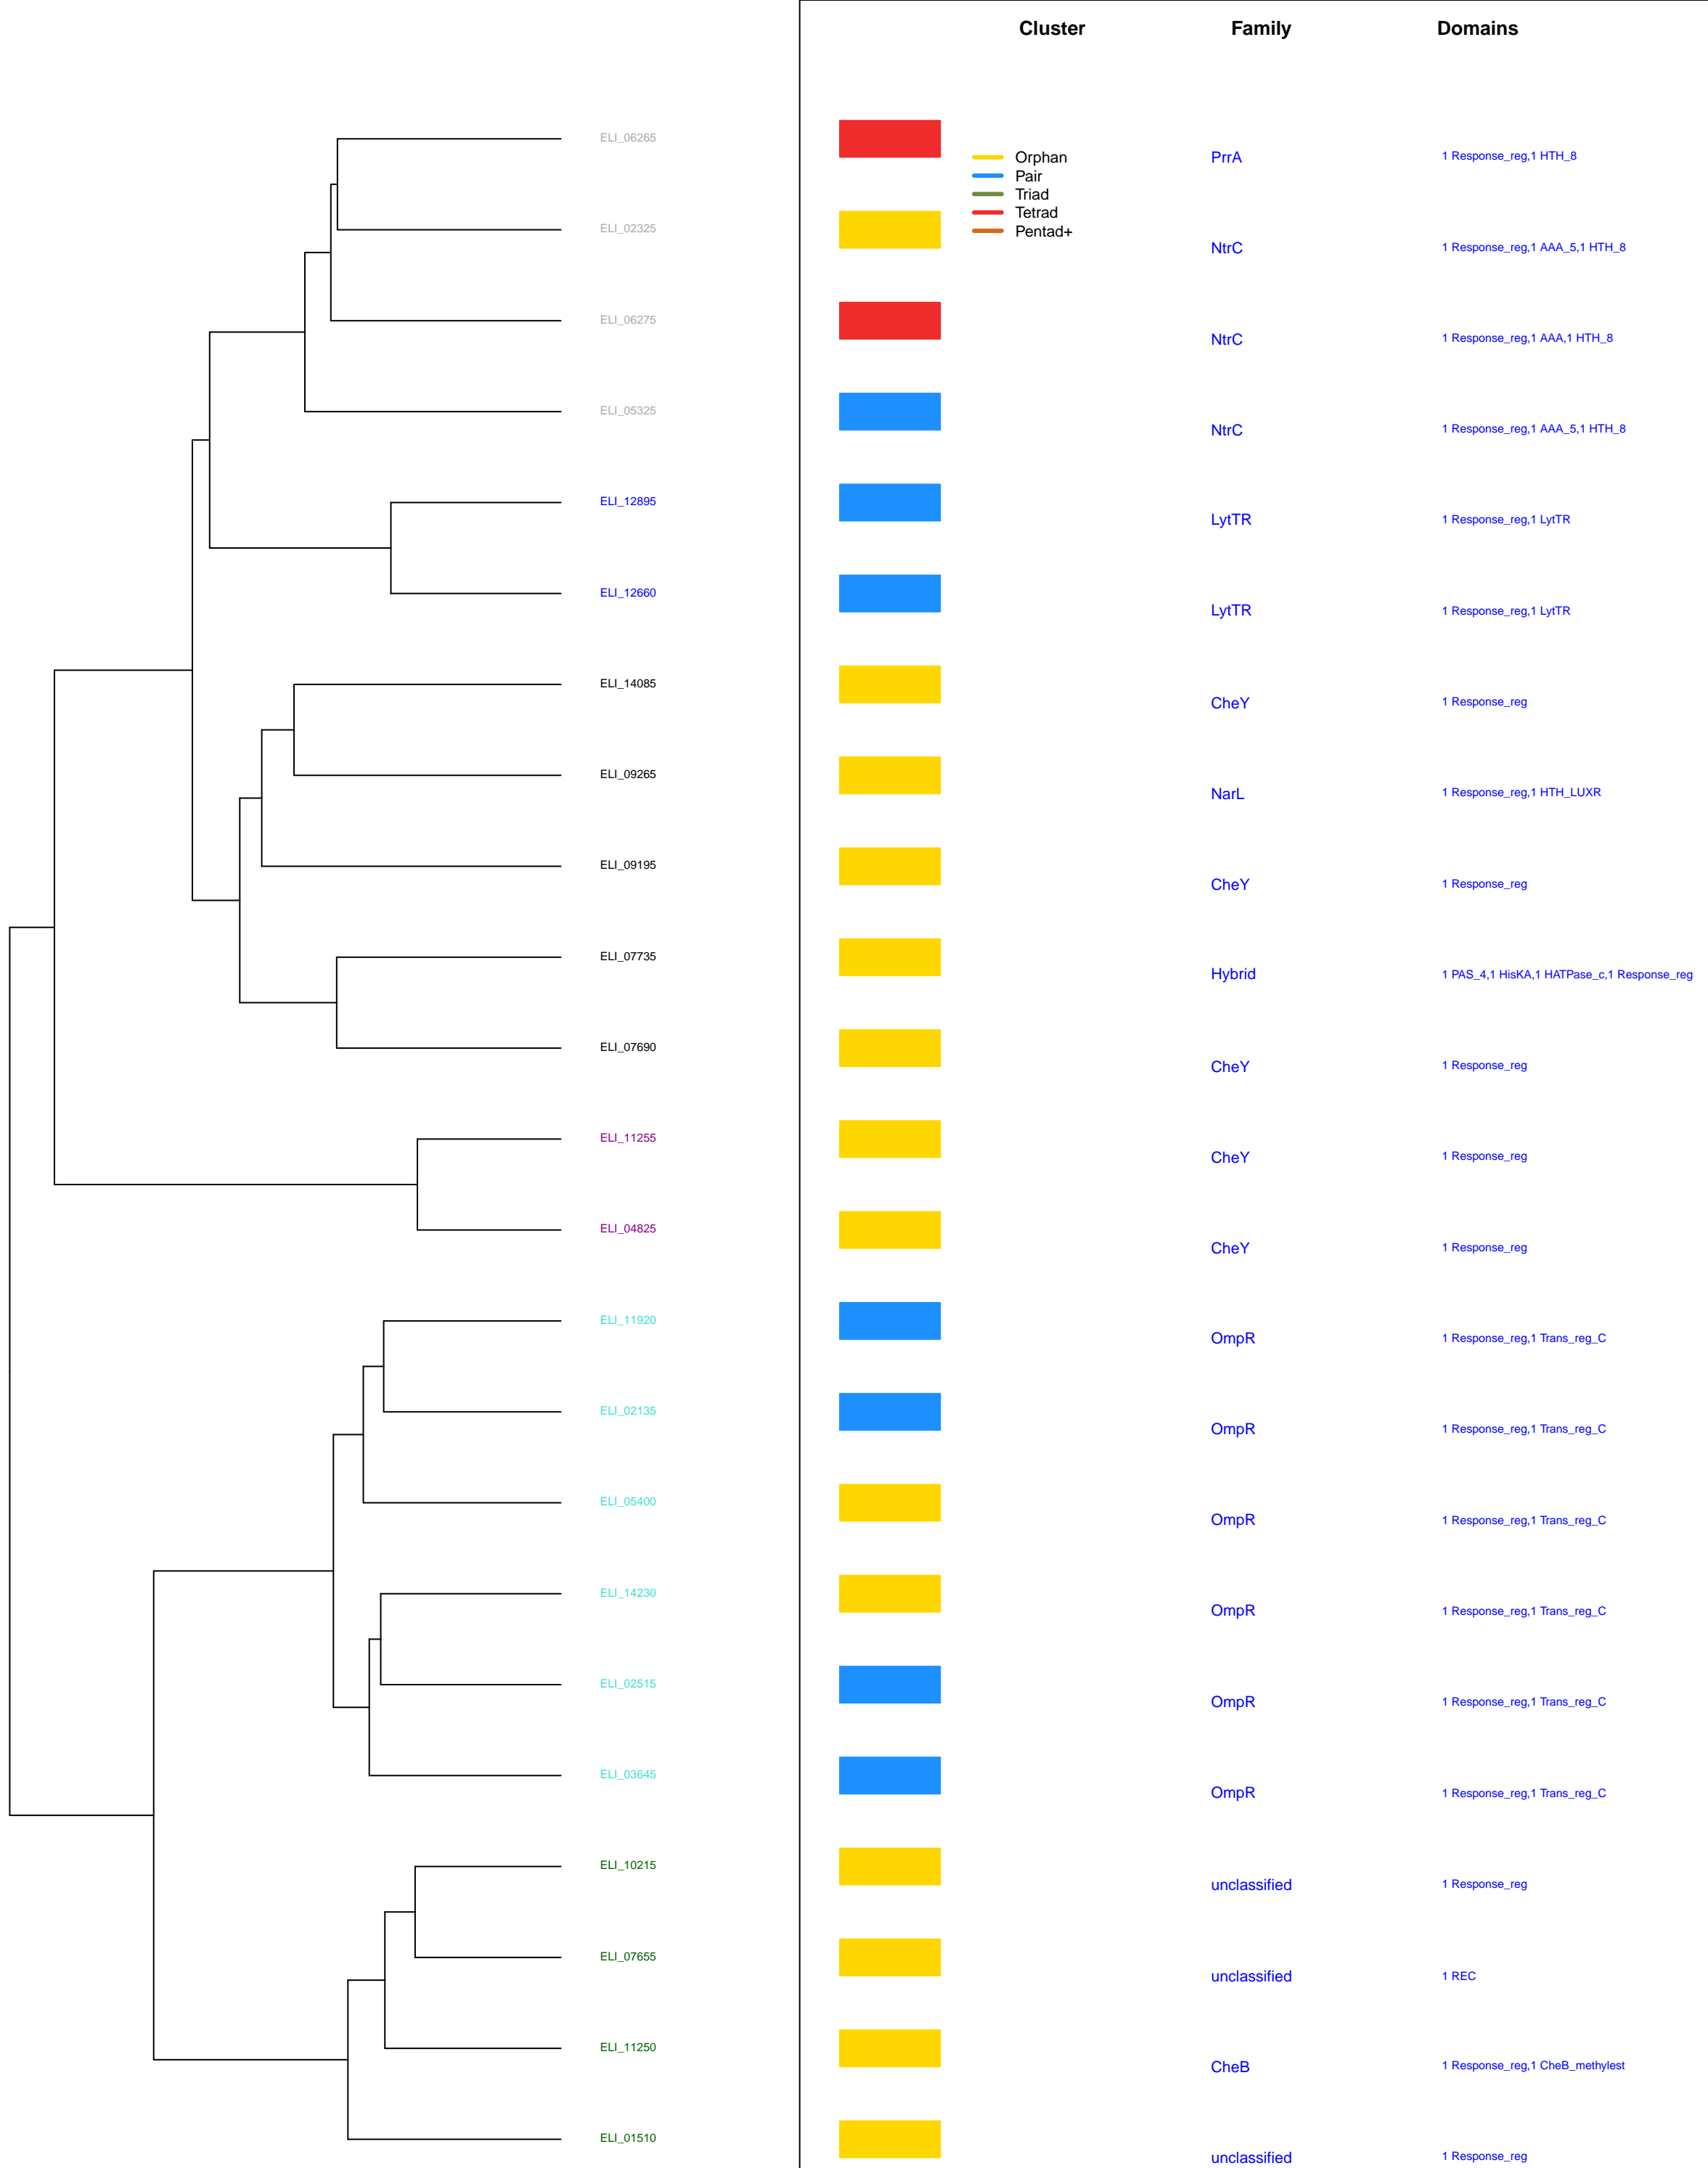 Cluster Family Domains
ELI_06265 PrrA 1 Response_reg,1 HTH_8
Orphan
Pair
Triad
Tetrad
Pentad+
ELI_02325 NtrC 1 Response_reg,1 AAA_5,1 HTH_8
ELI_06275 NtrC 1 Response_reg,1 AAA,1 HTH_8
ELI_05325 NtrC 1 Response_reg,1 AAA_5,1 HTH_8
ELI_12895 LytTR 1 Response_reg,1 LytTR
ELI_12660 LytTR 1 Response_reg,1 LytTR
ELI_14085 CheY 1 Response_reg
ELI_09265 NarL 1 Response_reg,1 HTH_LUXR
ELI_09195 CheY 1 Response_reg
ELI_07735 Hybrid 1 PAS_4,1 HisKA,1 HATPase_c,1 Response_reg
ELI_07690 CheY 1 Response_reg
ELI_11255 CheY 1 Response_reg
ELI_04825 CheY 1 Response_reg
ELI_11920 OmpR 1 Response_reg,1 Trans_reg_C
ELI_02135 OmpR 1 Response_reg,1 Trans_reg_C
ELI_05400 OmpR 1 Response_reg,1 Trans_reg_C
ELI_14230 OmpR 1 Response_reg,1 Trans_reg_C
ELI_02515 OmpR 1 Response_reg,1 Trans_reg_C
ELI_03645 OmpR 1 Response_reg,1 Trans_reg_C
ELI_10215 unclassified 1 Response_reg
ELI_07655 unclassified 1 REC
ELI_11250 CheB 1 Response_reg,1 CheB_methylest
ELI_01510 unclassified 1 Response_reg